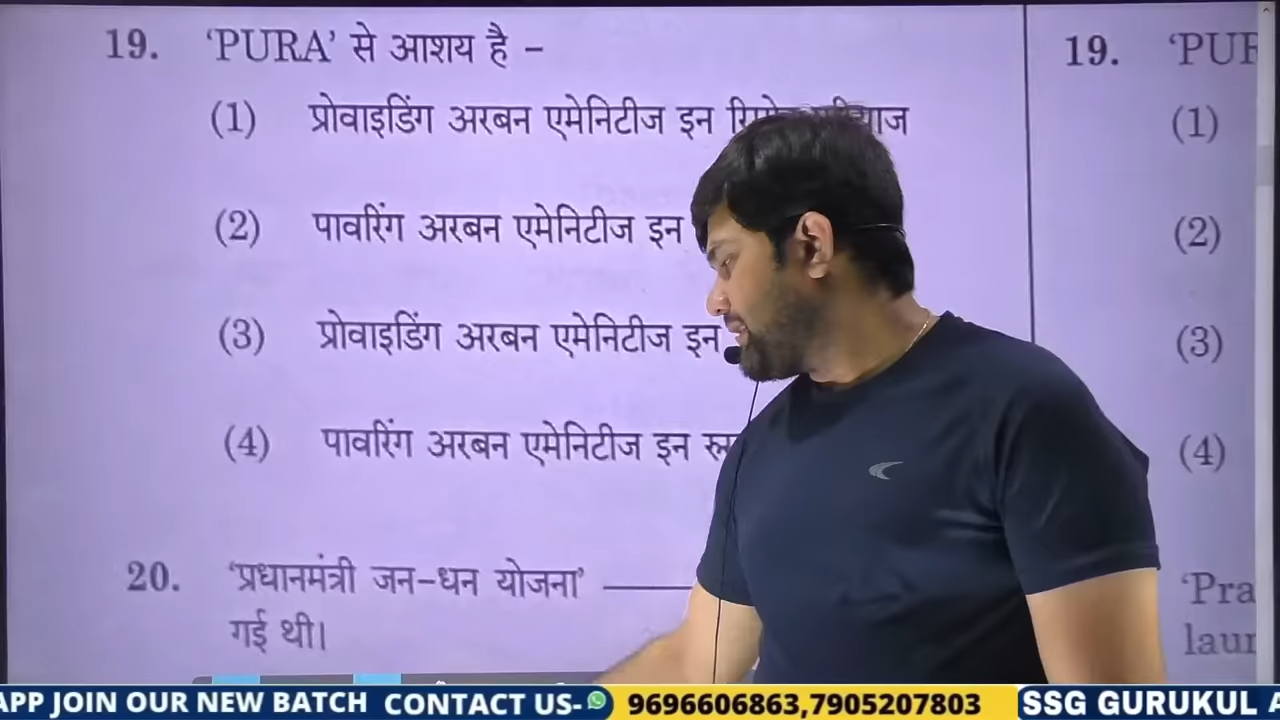 19. 'PURA' से आशय है –
(1) प्रोवाइडिंग अरबन एमेनिटीज इन
(2) पावरिंग अरबन एमेनिटीज इन
(3) प्रोवाइडिंग अरबन एमेनिटीज इन
(4) पावरिंग अरबन एमेनिटीज इन
20. 'प्रधानमंत्री जन-धन योजना'
गई थी।
19. 'PUR
(1)
(2)
(3)
(4)
'Pra
laun
APP JOIN OUR NEW BATCH CONTACT US- 9696606863,7905207803 SSG GURUKUL A